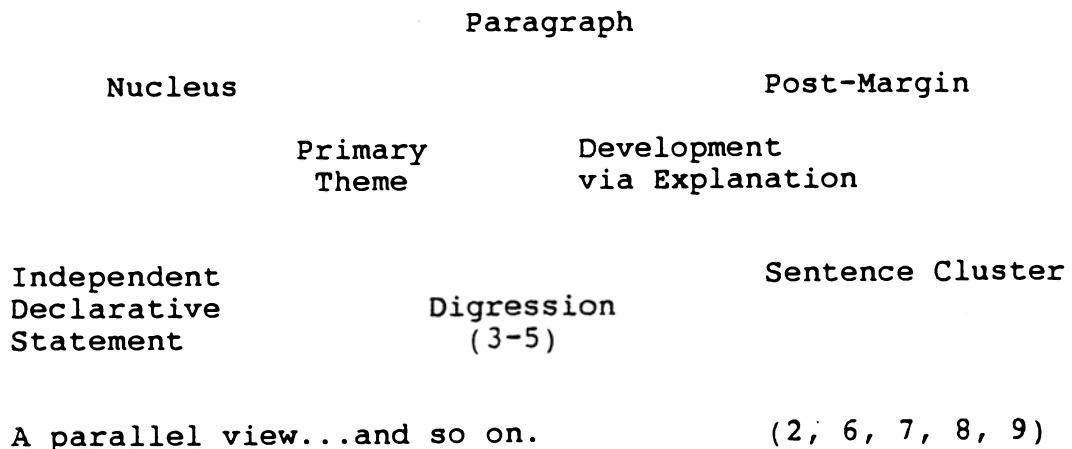 Paragraph
Nucleus Post-Margin
Primary Development
Theme via Explanation
Independent Sentence Cluster
Declarative Digression
Statement (3-5)
A parallel view...and so on. (2, 6, 7, 8, 9)